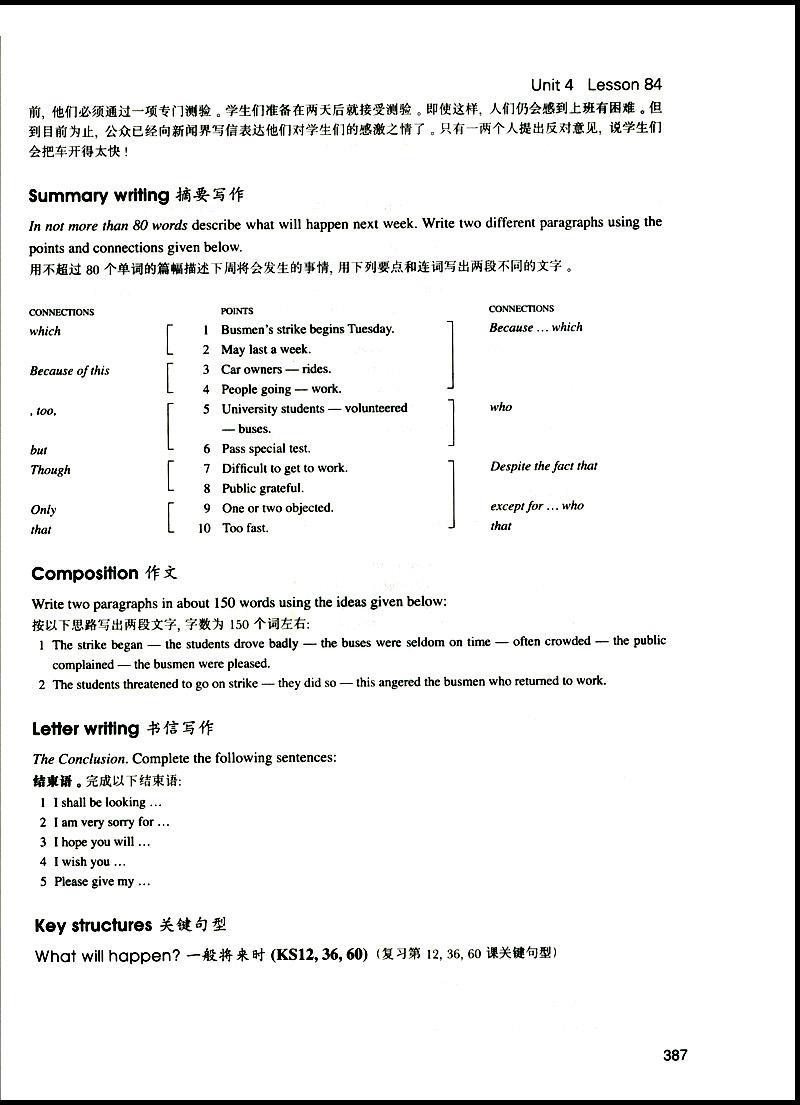 Unit 4 Lesson 84
前, 他们必须通过一项专门测验。学生们准备在两天后就接受测验。即使这样, 人们仍会感到上班有困难。但
到目前为止, 公众已经向新闻界写信表达他们对学生们的感激之情了。只有一两个人提出反对意见, 说学生们
会把车开得太快!
Summary writing 摘要写作
In not more than 80 words describe what will happen next week. Write two different paragraphs using the
points and connections given below.
用不超过 80 个单词的篇幅描述下周将会发生的事情, 用下列要点和连词写出两段不同的文字。
CONNECTIONS POINTS CONNECTIONS
which 1 Busmen's strike begins Tuesday. Because ... which
2 May last a week.
Because of this 3 Car owners — rides.
4 People going — work.
, too, 5 University students — volunteered who
— buses.
but 6 Pass special test.
Though 7 Difficult to get to work. Despite the fact that
8 Public grateful.
Only 9 One or two objected. except for ... who
that 10 Too fast. that
Composition 作文
Write two paragraphs in about 150 words using the ideas given below:
按以下思路写出两段文字, 字数为 150 个词左右:
1 The strike began — the students drove badly — the buses were seldom on time — often crowded — the public
complained — the busmen were pleased.
2 The students threatened to go on strike — they did so — this angered the busmen who returned to work.
Letter writing 书信写作
The Conclusion. Complete the following sentences:
结束语。完成以下结束语:
1 I shall be looking ...
2 I am very sorry for ...
3 I hope you will ...
4 I wish you ...
5 Please give my ...
Key structures 关键句型
What will happen? 一般将来时 (KS12, 36, 60) (复习第 12, 36, 60 课关键句型)
387